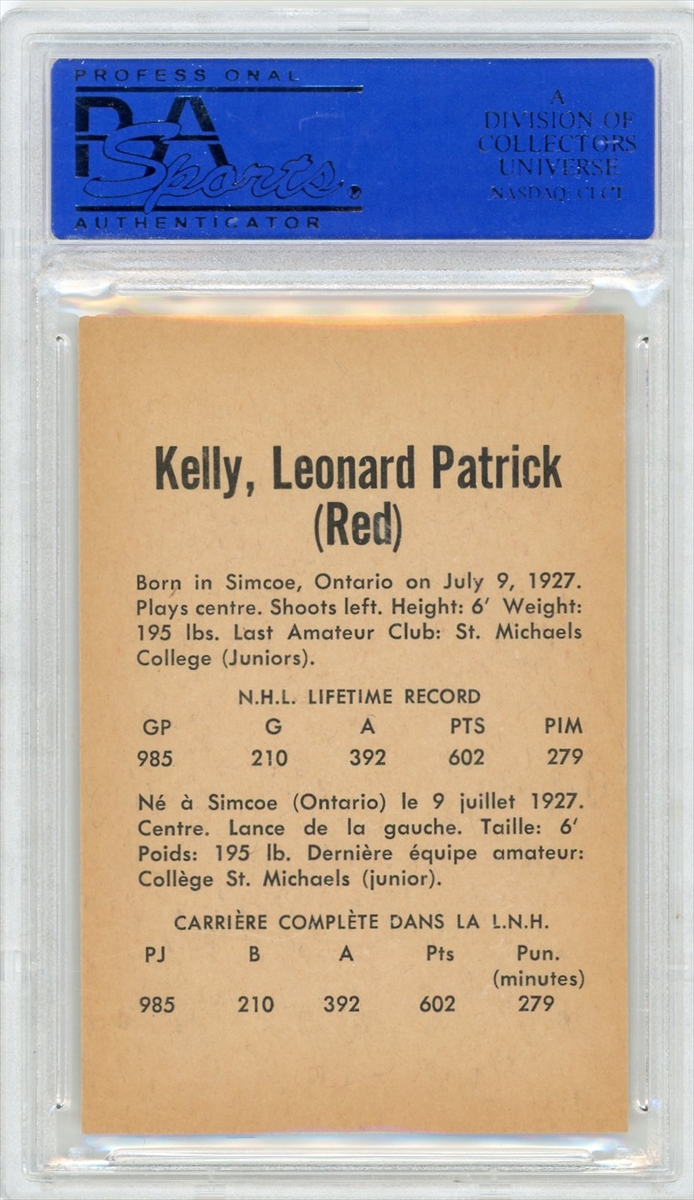 PROFESSIONAL
PSA
Sports®
AUTHENTICATOR
A
DIVISION OF
COLLECTORS
UNIVERSE
NASDAQ: CLCT
Kelly, Leonard Patrick
(Red)
Born in Simcoe, Ontario on July 9, 1927.
Plays centre. Shoots left. Height: 6′ Weight:
195 lbs. Last Amateur Club: St. Michaels
College (Juniors).
N.H.L. LIFETIME RECORD
GP G A PTS PIM
985 210 392 602 279
Né à Simcoe (Ontario) le 9 juillet 1927.
Centre. Lance de la gauche. Taille: 6′
Poids: 195 lb. Dernière équipe amateur:
Collège St. Michaels (junior).
CARRIÈRE COMPLÈTE DANS LA L.N.H.
PJ B A Pts Pun.
(minutes)
985 210 392 602 279